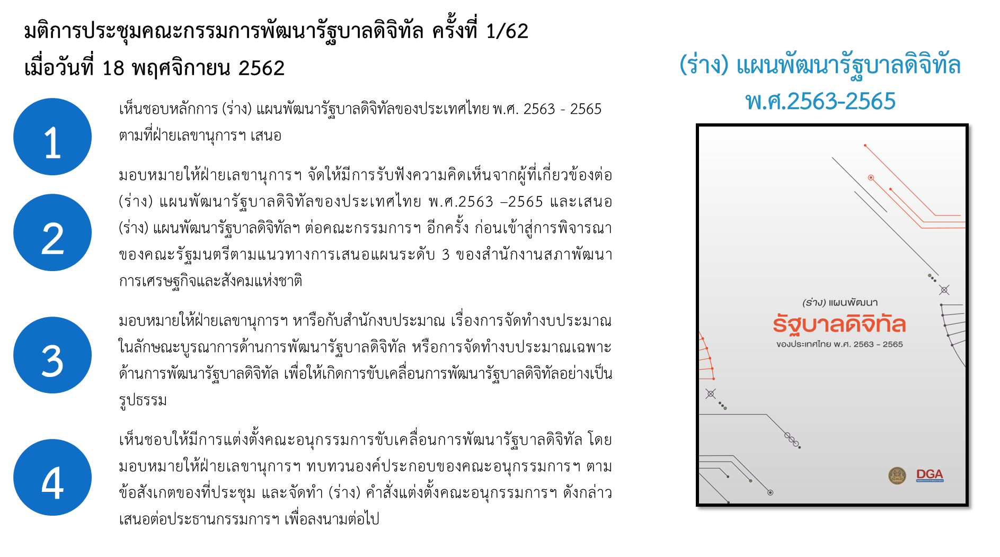 มติการประชุมคณะกรรมการพัฒนารัฐบาลดิจิทัล ครั้งที่ 1/62
เมื่อวันที่ 18 พฤศจิกายน 2562
1
เห็นชอบหลักการ (ร่าง) แผนพัฒนารัฐบาลดิจิทัลของประเทศไทย พ.ศ. 2563 - 2565
ตามที่ฝ่ายเลขานุการฯ เสนอ
2
มอบหมายให้ฝ่ายเลขานุการฯ จัดให้มีการรับฟังความคิดเห็นจากผู้ที่เกี่ยวข้องต่อ
(ร่าง) แผนพัฒนารัฐบาลดิจิทัลของประเทศไทย พ.ศ.2563 –2565 และเสนอ
(ร่าง) แผนพัฒนารัฐบาลดิจิทัลฯ ต่อคณะกรรมการฯ อีกครั้ง ก่อนเข้าสู่การพิจารณา
ของคณะรัฐมนตรีตามแนวทางการเสนอแผนระดับ 3 ของสำนักงานสภาพัฒนา
การเศรษฐกิจและสังคมแห่งชาติ
3
มอบหมายให้ฝ่ายเลขานุการฯ หารือกับสำนักงบประมาณ เรื่องการจัดทำงบประมาณ
ในลักษณะบูรณาการด้านการพัฒนารัฐบาลดิจิทัล หรือการจัดทำงบประมาณเฉพาะ
ด้านการพัฒนารัฐบาลดิจิทัล เพื่อให้เกิดการขับเคลื่อนการพัฒนารัฐบาลดิจิทัลอย่างเป็น
รูปธรรม
4
เห็นชอบให้มีการแต่งตั้งคณะอนุกรรมการขับเคลื่อนการพัฒนารัฐบาลดิจิทัล โดย
มอบหมายให้ฝ่ายเลขานุการฯ ทบทวนองค์ประกอบของคณะอนุกรรมการฯ ตาม
ข้อสังเกตของที่ประชุม และจัดทำ (ร่าง) คำสั่งแต่งตั้งคณะอนุกรรมการฯ ดังกล่าว
เสนอต่อประธานกรรมการฯ เพื่อลงนามต่อไป
(ร่าง) แผนพัฒนารัฐบาลดิจิทัล
พ.ศ.2563-2565
(ร่าง) แผนพัฒนา
รัฐบาลดิจิทัล
ของประเทศไทย พ.ศ. 2563 - 2565
DGA